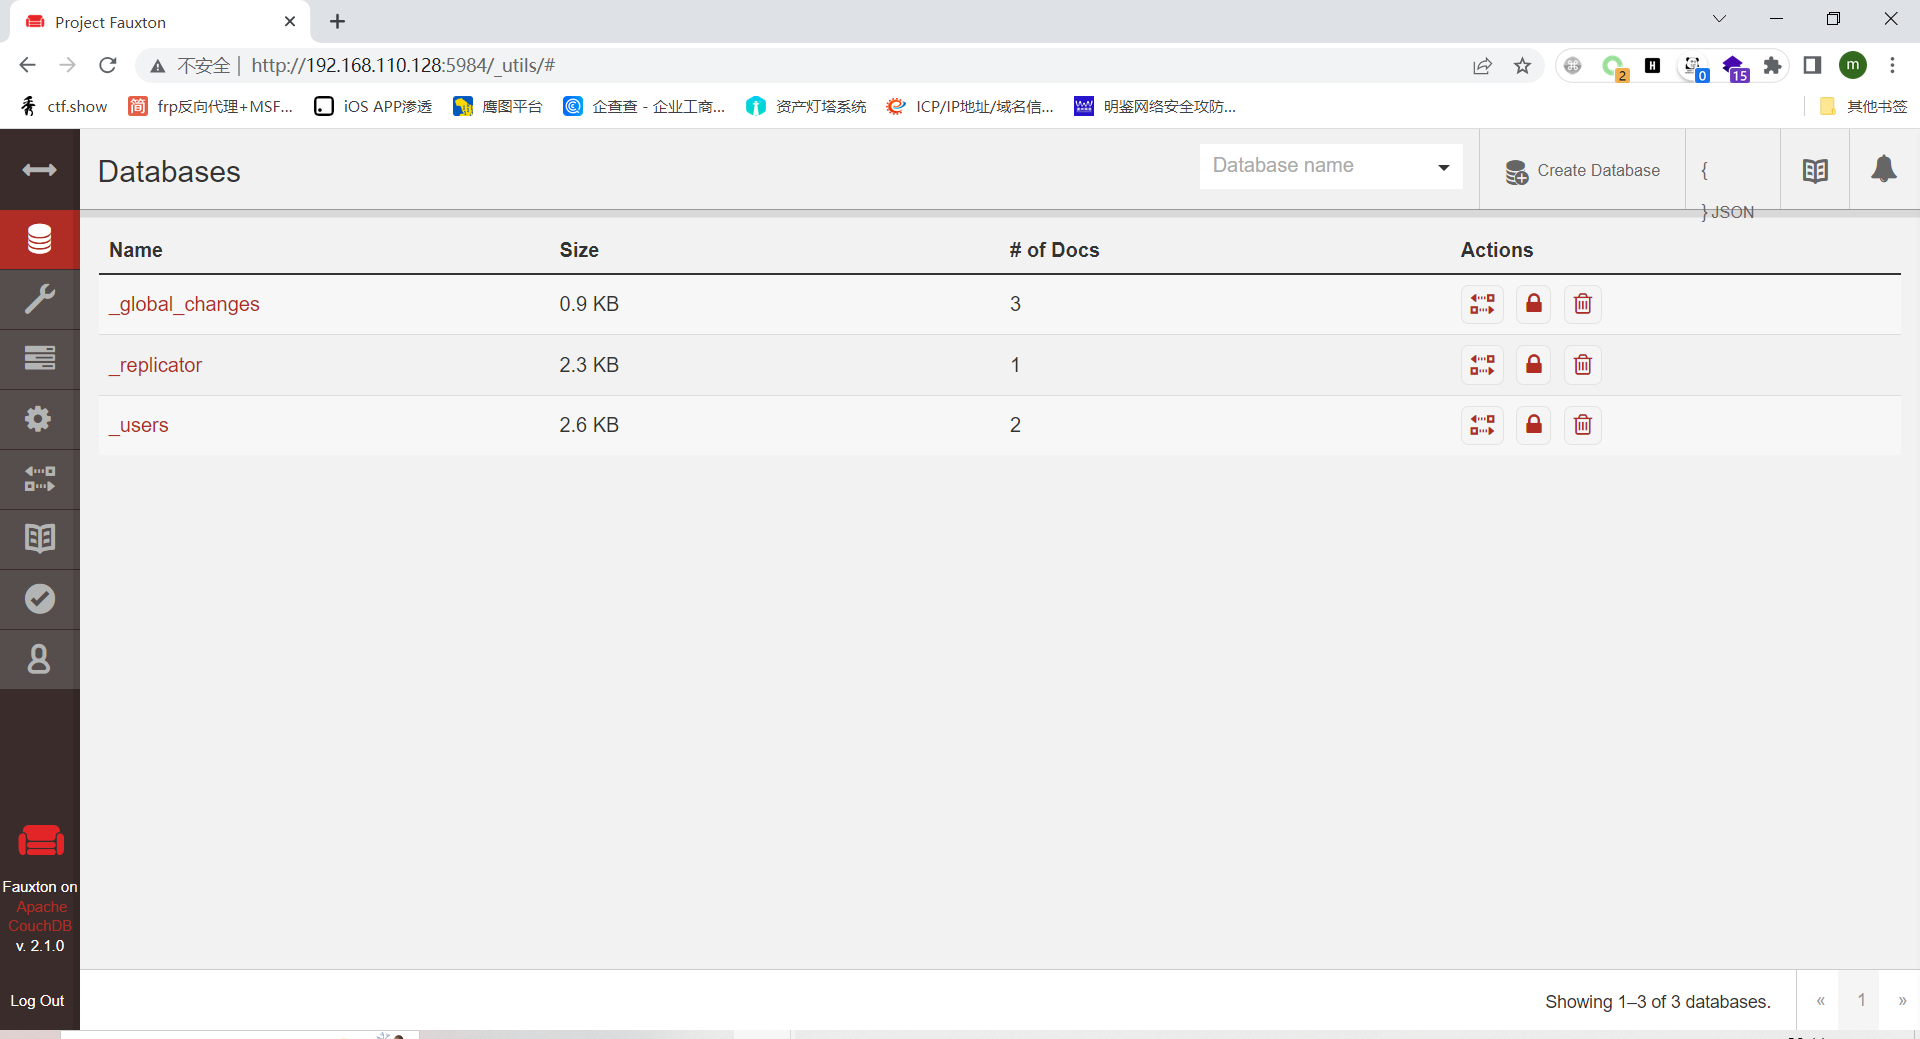 Project Fauxton
不安全 http://192.168.110.128:5984/_utils/#
2
H
0
15
m
ctf.show
简 frp反向代理+MSF...
iOS APP渗透
鹰图平台
企查查 - 企业工商...
资产灯塔系统
ICP/IP地址/域名信...
明鉴网络安全攻防...
其他书签
Databases
Database name
Create Database
{
} JSON
Name Size # of Docs Actions
_global_changes 0.9 KB 3
_replicator 2.3 KB 1
_users 2.6 KB 2
Fauxton on
Apache
CouchDB
v. 2.1.0
Log Out
Showing 1–3 of 3 databases.
« 1 »